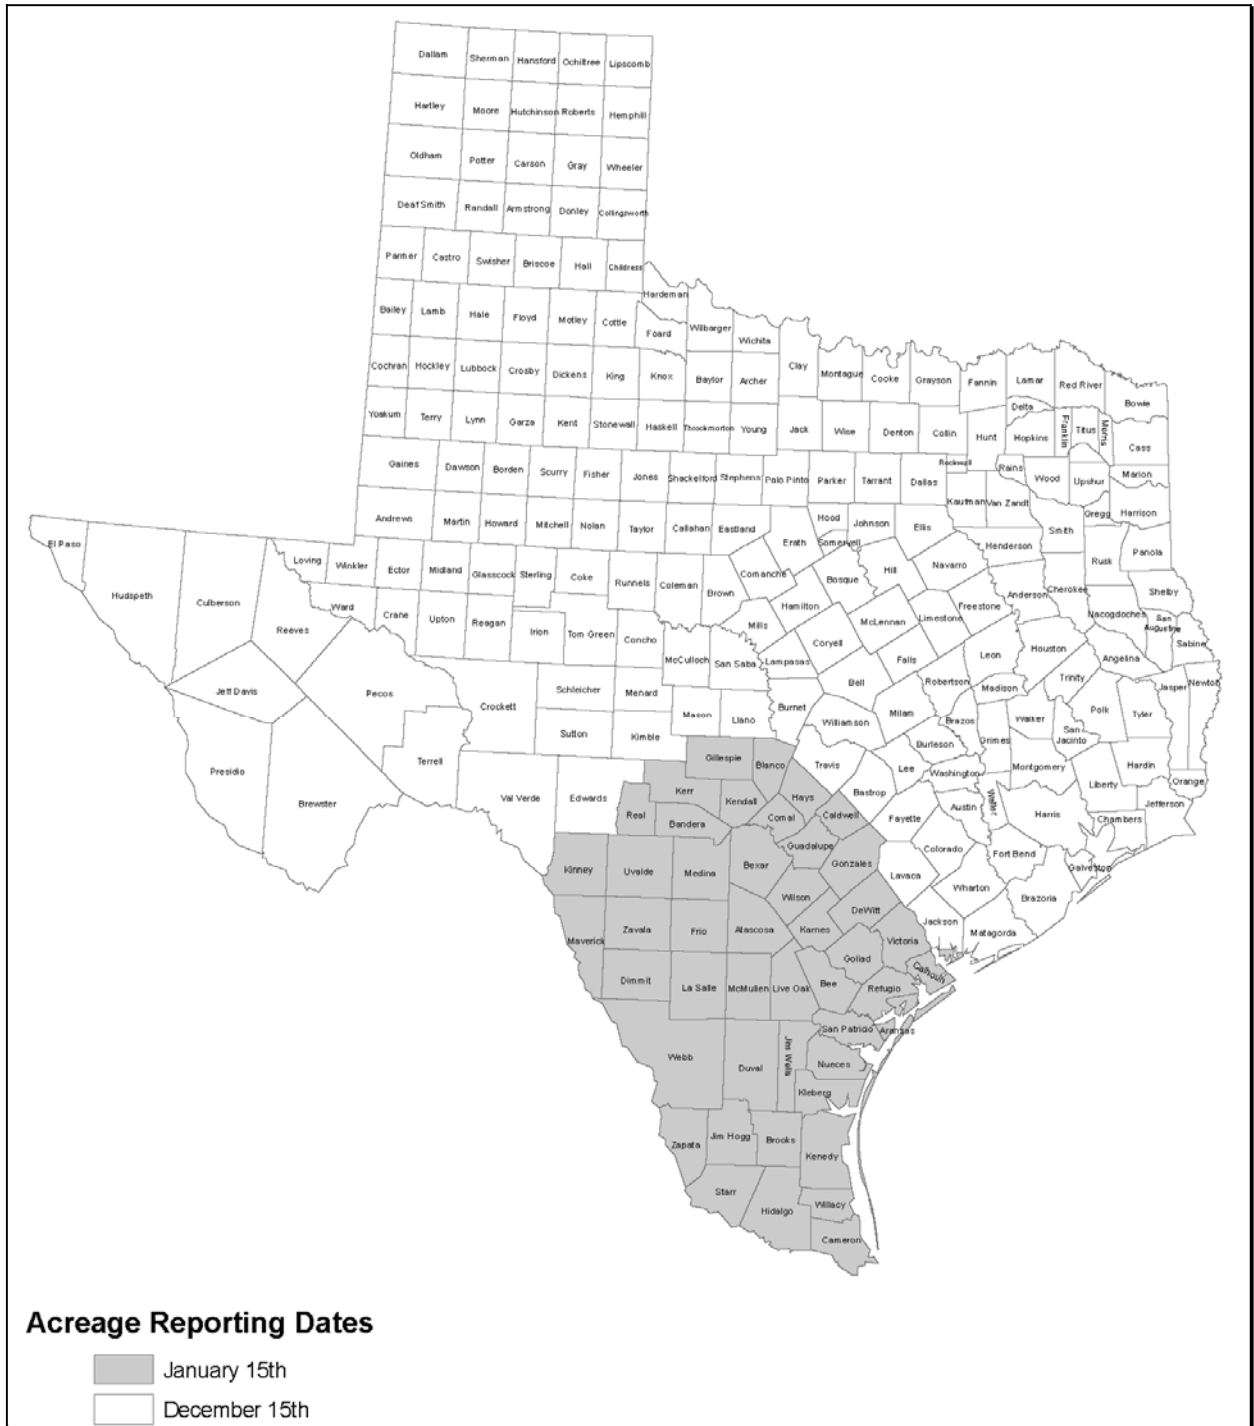 Dallam Sherman Hansford Ochiltree Lipscomb
Hartley Moore Hutchinson Roberts Hemphill
Oldham Potter Carson Gray Wheeler
Deaf Smith Randall Armstrong Donley Collingsworth
Parmer Castro Swisher Briscoe Hall Childress
Hardeman
Bailey Lamb Hale Floyd Motley Cottle Foard Wilbarger Wichita
Cochran Hockley Lubbock Crosby Dickens King Knox Baylor Archer Clay Montague Cooke Grayson Fannin Lamar Red River Bowie
Delta
Yoakum Terry Lynn Garza Kent Stonewall Haskell Throckmorton Young Jack Wise Denton Collin Hunt Hopkins Franklin Titus Morris Cass
Gaines Dawson Borden Scurry Fisher Jones Shackelford Stephens Palo Pinto Parker Tarrant Dallas Rockwall Rains Wood Upshur Marion
Kaufman Van Zandt Gregg Harrison
Andrews Martin Howard Mitchell Nolan Taylor Callahan Eastland Erath Hood Somervell Johnson Ellis Henderson Smith Rusk Panola
El Paso Hudspeth Culberson Reeves Loving Winkler Ector Midland Glasscock Sterling Coke Runnels Coleman Brown Comanche Bosque Hill Navarro Anderson Cherokee Shelby
Ward Crane Upton Reagan Irion Tom Green Concho Mills Hamilton McLennan Limestone Freestone Nacogdoches San Augustine Sabine
McCulloch San Saba Lampasas Coryell Falls Leon Houston Angelina
Jeff Davis Pecos Crockett Schleicher Menard Bell Robertson Madison Trinity Jasper Newton
Mason Llano Burnet Williamson Milam Brazos Grimes Walker San Jacinto Polk Tyler
Sutton Kimble
Presidio Brewster Terrell Gillespie Blanco Travis Lee Burleson Washington Montgomery Liberty Hardin Orange
Val Verde Edwards Kerr Kendall Hays Bastrop Austin Waller Harris Chambers Jefferson
Real Bandera Comal Caldwell Fayette
Guadalupe Colorado Fort Bend Galveston
Kinney Uvalde Medina Bexar Gonzales Lavaca Wharton Brazoria
Wilson DeWitt Jackson Matagorda
Maverick Zavala Frio Atascosa Karnes Victoria
Goliad Calhoun
Dimmit La Salle McMullen Live Oak Bee Refugio
San Patricio Aransas
Webb Duval Jim Wells Nueces
Kleberg
Zapata Jim Hogg Brooks Kenedy
Starr Hidalgo Willacy
Cameron
Acreage Reporting Dates
January 15th
December 15th